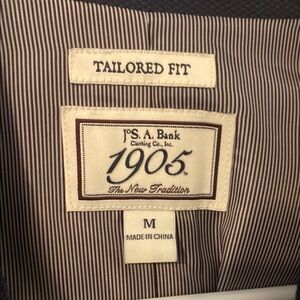 TAILORED FIT
JOS. A. Bank
Clothing Co., Inc.
1905
The New Tradition
M
MADE IN CHINA